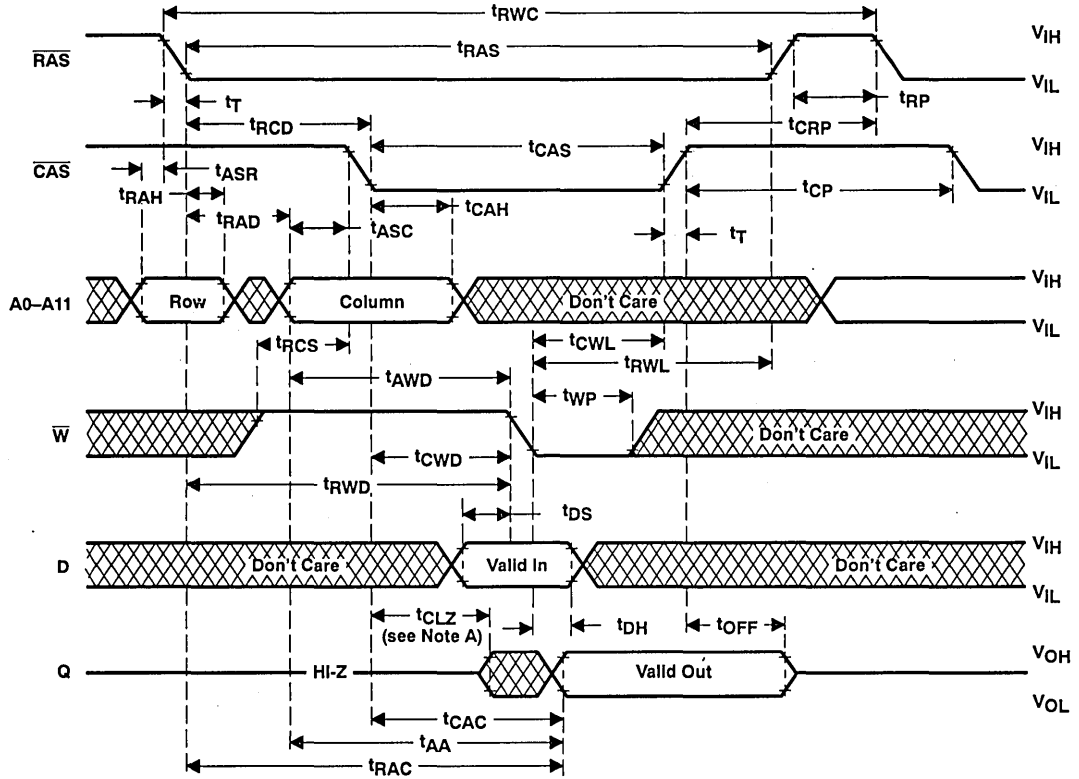 tRWC
RAS
tRAS
VIH
VIL
tT
tRP
tRCD
tCRP
CAS
tCAS
VIH
tASR
tRAH
tCAH
tCP
VIL
tRAD
tASC
tT
A0–A11
Row
Column
Don't Care
VIH
VIL
tRCS
tCWL
tRWL
tAWD
tWP
W
Don't Care
VIH
VIL
tCWD
tRWD
tDS
D
Don't Care
Valid In
Don't Care
VIH
VIL
tCLZ
(see Note A)
tDH
tOFF
Q
HI-Z
Valid Out
VOH
VOL
tCAC
tAA
tRAC